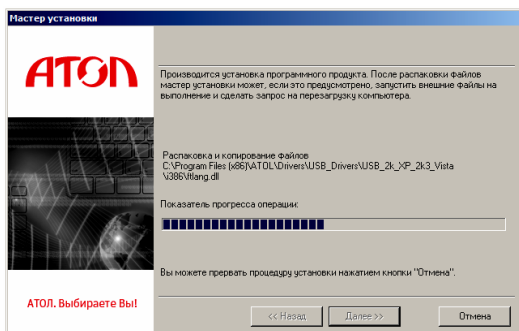 Мастер установки
АТОЛ
Производится установка программного продукта. После распаковки файлов
мастер установки может, если это предусмотрено, запустить внешние файлы на
выполнение и сделать запрос на перезагрузку компьютера.
Распаковка и копирование файлов
C:\Program Files (x86)\ATOL\Drivers\USB_Drivers\USB_2k_XP_2k3_Vista
\i386\ftlang.dll
Показатель прогресса операции:
Вы можете прервать процедуру установки нажатием кнопки "Отмена".
АТОЛ. Выбираете Вы!
<< Назад
Далее >>
Отмена